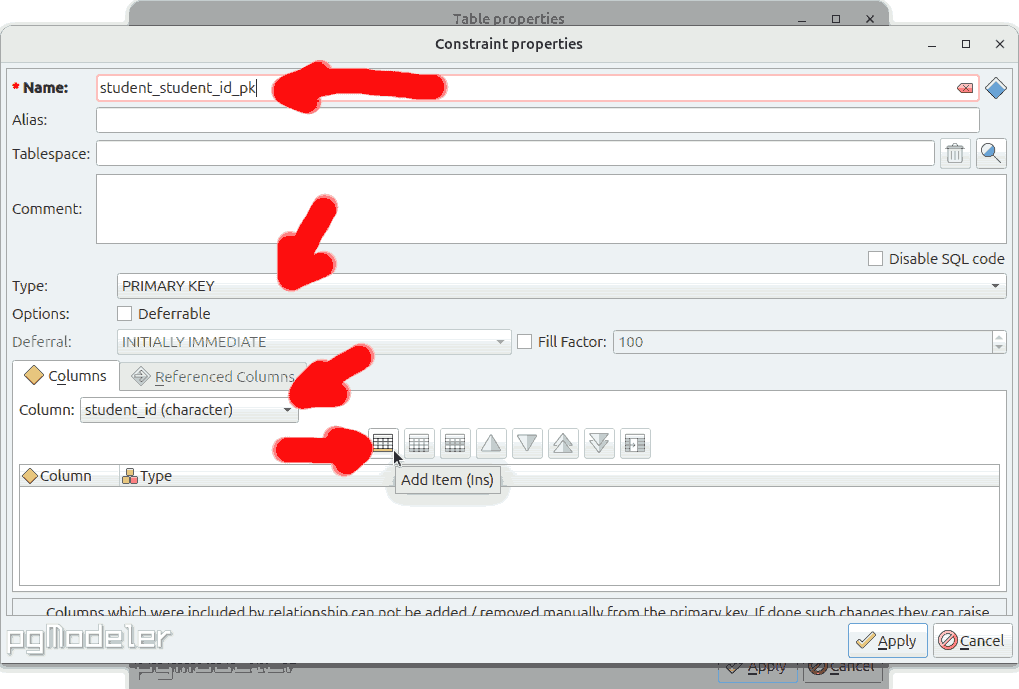 Table properties
Constraint properties
* Name: student_student_id_pk
Alias:
Tablespace:
Comment:
Disable SQL code
Type: PRIMARY KEY
Options: Deferrable
Deferral: INITIALLY IMMEDIATE Fill Factor: 100
Columns Referenced Columns
Column: student_id (character)
Add Item (Ins)
Column Type
Columns which were included by relationship can not be added / removed manually from the primary key. If done such changes they can raise
pgModeler Apply Cancel
pgModeler Apply Cancel